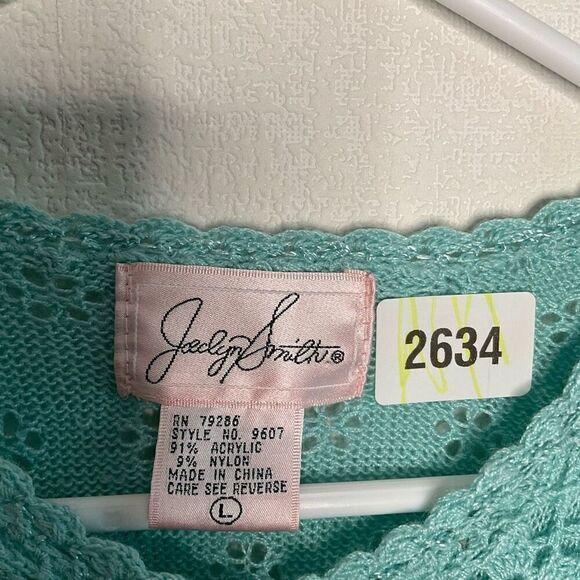 Jaclyn Smith®
2634
RN 79286
STYLE NO. 9607
91% ACRYLIC
9% NYLON
MADE IN CHINA
CARE SEE REVERSE
L